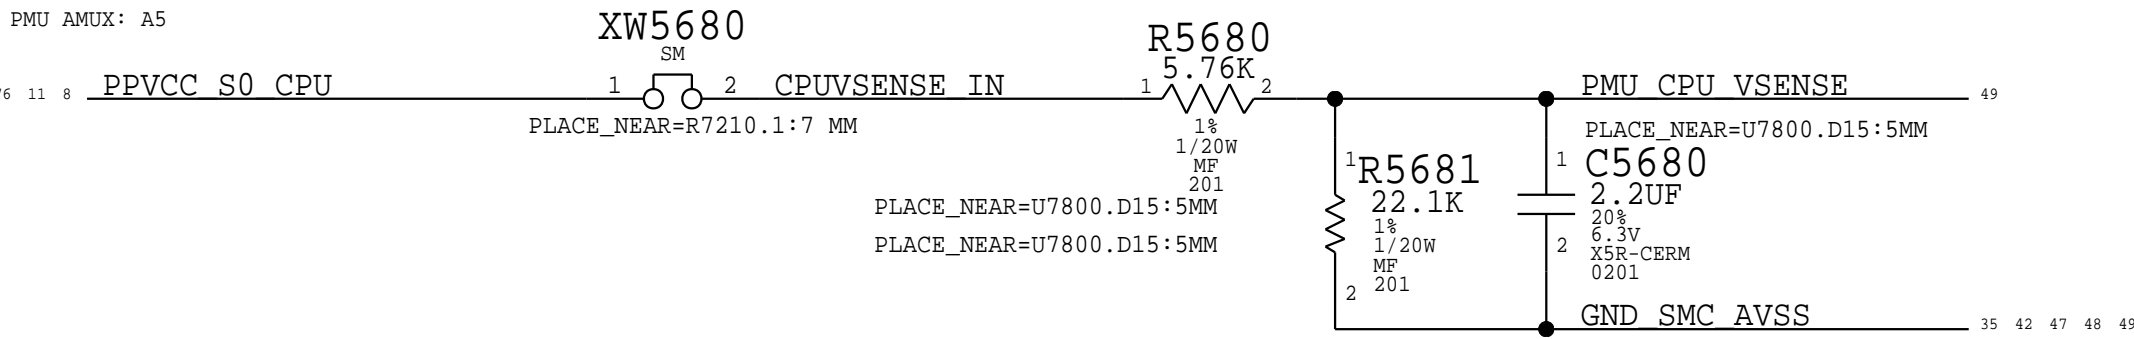 PMU AMUX: A5
XW5680
SM
R5680
5.76K
11 8 PPVCC_S0_CPU
1 2
CPUVSENSE_IN
1 2
PMU_CPU_VSENSE
49
PLACE_NEAR=R7210.1:7 MM
1%
1/20W
MF
201
PLACE_NEAR=U7800.D15:5MM
PLACE_NEAR=U7800.D15:5MM
PLACE_NEAR=U7800.D15:5MM
1
R5681
22.1K
1%
1/20W
MF
201
2
1
C5680
2.2UF
20%
6.3V
X5R-CERM
0201
2
GND_SMC_AVSS
35 42 47 48 49